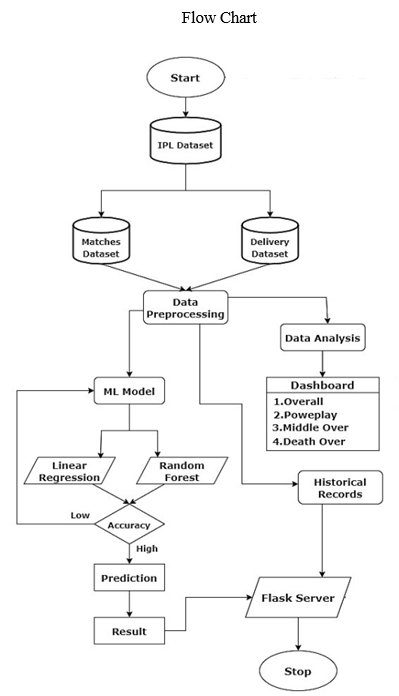 Flow Chart
Start
IPL Dataset
Matches
Dataset
Delivery
Dataset
Data
Preprocessing
Data Analysis
Dashboard
1.Overall
2.Poweplay
3.Middle Over
4.Death Over
ML Model
Linear
Regression
Random
Forest
Historical
Records
Low
Accuracy
High
Prediction
Flask Server
Result
Stop